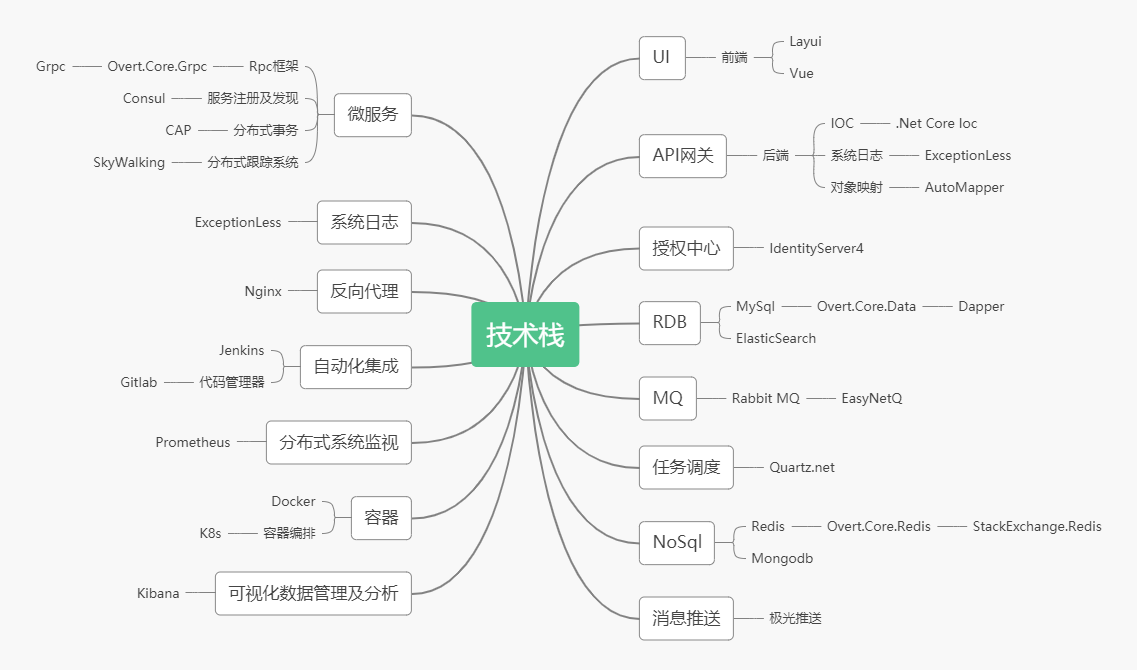 技术栈
微服务
Rpc框架
Overt.Core.Grpc
Grpc
服务注册及发现
Consul
分布式事务
CAP
分布式跟踪系统
SkyWalking
系统日志
ExceptionLess
反向代理
Nginx
自动化集成
Jenkins
代码管理器
Gitlab
分布式系统监视
Prometheus
容器
Docker
容器编排
K8s
可视化数据管理及分析
Kibana
UI
前端
Layui
Vue
API网关
后端
IOC
.Net Core Ioc
系统日志
ExceptionLess
对象映射
AutoMapper
授权中心
IdentityServer4
RDB
MySql
Overt.Core.Data
Dapper
ElasticSearch
MQ
Rabbit MQ
EasyNetQ
任务调度
Quartz.net
NoSql
Redis
Overt.Core.Redis
StackExchange.Redis
Mongodb
消息推送
极光推送